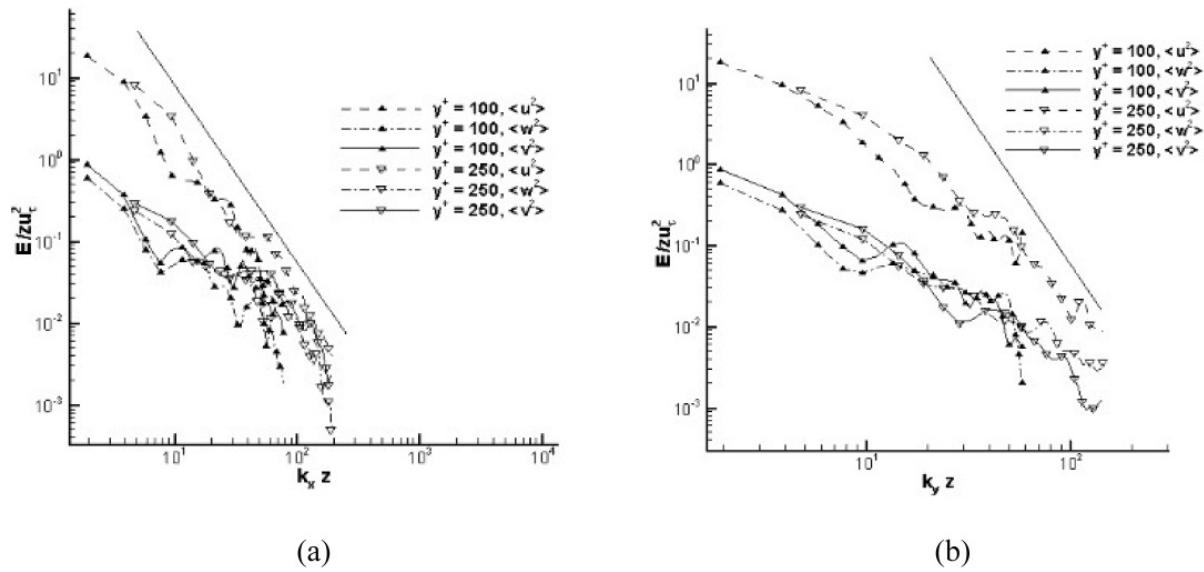 10¹
10⁰
10⁻¹
10⁻²
10⁻³
E/zu²τ
10¹
10²
10³
10⁴
kₓ z
y⁺ = 100, <u²>
y⁺ = 100, <w²>
y⁺ = 100, <v²>
y⁺ = 250, <u²>
y⁺ = 250, <w²>
y⁺ = 250, <v²>
(a)
10¹
10⁰
10⁻¹
10⁻²
10⁻³
E/zu²τ
10¹
10²
k_y z
y⁺ = 100, <u²>
y⁺ = 100, <w²>
y⁺ = 100, <v²>
y⁺ = 250, <u²>
y⁺ = 250, <w²>
y⁺ = 250, <v²>
(b)